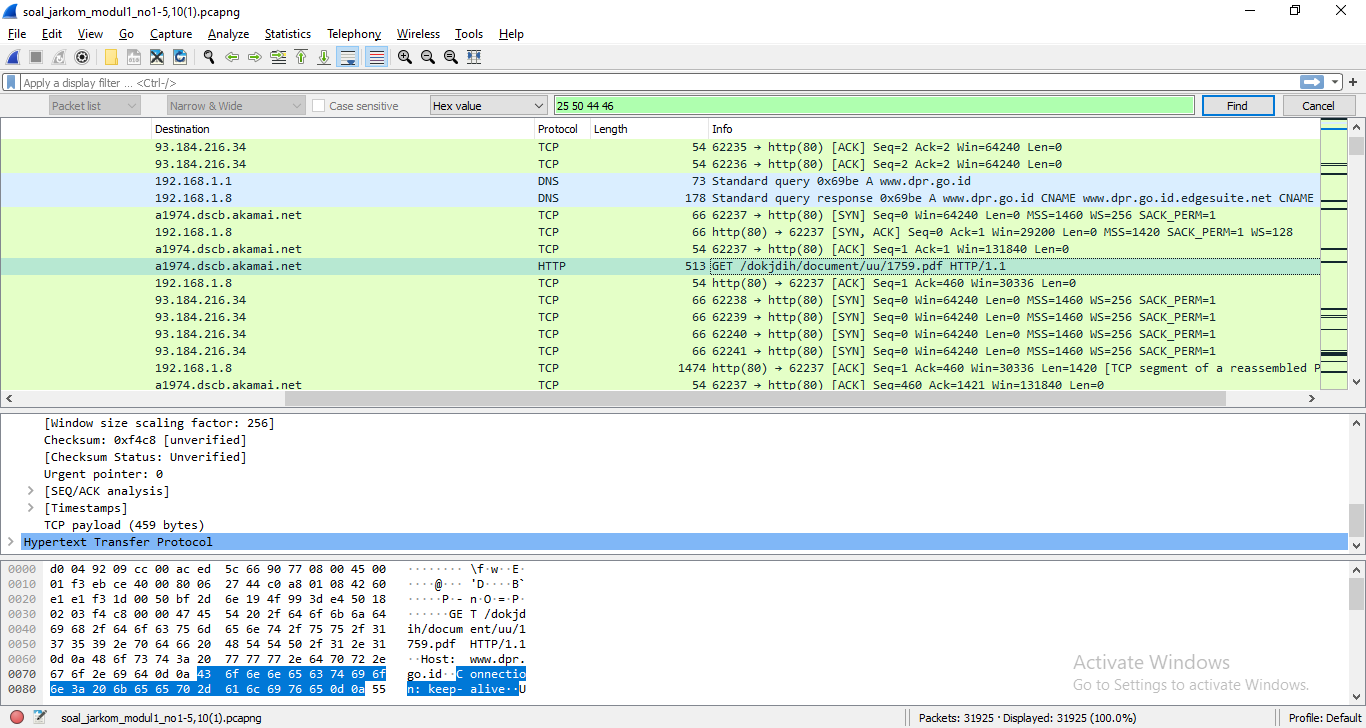 soal_jarkom_modul1_no1-5,10(1).pcapng
File Edit View Go Capture Analyze Statistics Telephony Wireless Tools Help
Apply a display filter ... <Ctrl-/>
Packet list Narrow & Wide Case sensitive Hex value 25 50 44 46 Find Cancel
Destination Protocol Length Info
93.184.216.34 TCP 54 62235 → http(80) [ACK] Seq=2 Ack=2 Win=64240 Len=0
93.184.216.34 TCP 54 62236 → http(80) [ACK] Seq=2 Ack=2 Win=64240 Len=0
192.168.1.1 DNS 73 Standard query 0x69be A www.dpr.go.id
192.168.1.8 DNS 178 Standard query response 0x69be A www.dpr.go.id CNAME www.dpr.go.id.edgesuite.net CNAME
a1974.dscb.akamai.net TCP 66 62237 → http(80) [SYN] Seq=0 Win=64240 Len=0 MSS=1460 WS=256 SACK_PERM=1
192.168.1.8 TCP 66 http(80) → 62237 [SYN, ACK] Seq=0 Ack=1 Win=29200 Len=0 MSS=1420 SACK_PERM=1 WS=128
a1974.dscb.akamai.net TCP 54 62237 → http(80) [ACK] Seq=1 Ack=1 Win=131840 Len=0
a1974.dscb.akamai.net HTTP 513 GET /dokjdih/document/uu/1759.pdf HTTP/1.1
192.168.1.8 TCP 54 http(80) → 62237 [ACK] Seq=1 Ack=460 Win=30336 Len=0
93.184.216.34 TCP 66 62238 → http(80) [SYN] Seq=0 Win=64240 Len=0 MSS=1460 WS=256 SACK_PERM=1
93.184.216.34 TCP 66 62239 → http(80) [SYN] Seq=0 Win=64240 Len=0 MSS=1460 WS=256 SACK_PERM=1
93.184.216.34 TCP 66 62240 → http(80) [SYN] Seq=0 Win=64240 Len=0 MSS=1460 WS=256 SACK_PERM=1
93.184.216.34 TCP 66 62241 → http(80) [SYN] Seq=0 Win=64240 Len=0 MSS=1460 WS=256 SACK_PERM=1
192.168.1.8 TCP 1474 http(80) → 62237 [ACK] Seq=1 Ack=460 Win=30336 Len=1420 [TCP segment of a reassembled P
a1974.dscb.akamai.net TCP 54 62237 → http(80) [ACK] Seq=460 Ack=1421 Win=131840 Len=0
[Window size scaling factor: 256]
Checksum: 0xf4c8 [unverified]
[Checksum Status: Unverified]
Urgent pointer: 0
[SEQ/ACK analysis]
[Timestamps]
TCP payload (459 bytes)
Hypertext Transfer Protocol
0000 d0 04 92 09 cc 00 ac ed 5c 66 90 77 08 00 45 00 ········ \f·w··E·
0010 01 f3 eb ce 40 00 80 06 27 44 c0 a8 01 08 42 60 ····@··· 'D····B`
0020 e1 e1 f3 1d 00 50 bf 2d 6e 19 4f 99 3d e4 50 18 ·····P·- n·O·=·P·
0030 02 03 f4 c8 00 00 47 45 54 20 2f 64 6f 6b 6a 64 ······GE T /dokjd
0040 69 68 2f 64 6f 63 75 6d 65 6e 74 2f 75 75 2f 31 ih/docum ent/uu/1
0050 37 35 39 2e 70 64 66 20 48 54 54 50 2f 31 2e 31 759.pdf HTTP/1.1
0060 0d 0a 48 6f 73 74 3a 20 77 77 77 2e 64 70 72 2e ··Host: www.dpr.
0070 67 6f 2e 69 64 0d 0a 43 6f 6e 6e 65 63 74 69 6f go.id··C onnectio
0080 6e 3a 20 6b 65 65 70 2d 61 6c 69 76 65 0d 0a 55 n: keep- alive··U
Activate Windows
Go to Settings to activate Windows.
soal_jarkom_modul1_no1-5,10(1).pcapng Packets: 31925 · Displayed: 31925 (100.0%) Profile: Default